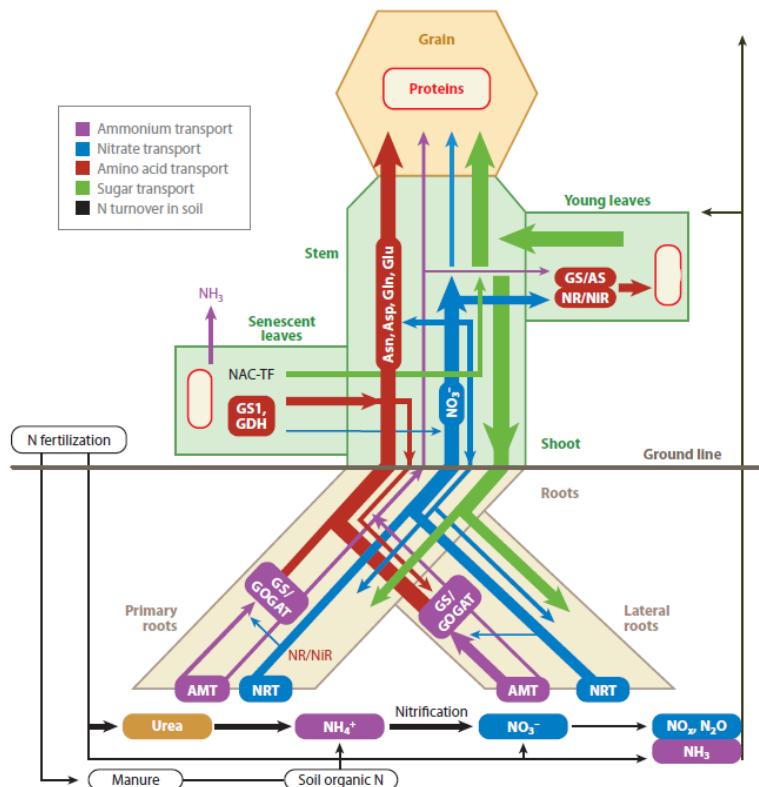 Grain
Proteins
Ammonium transport
Nitrate transport
Amino acid transport
Sugar transport
N turnover in soil
Young leaves
Stem
GS/AS
NR/NiR
Asn, Asp, Gln, Glu
NH₃
Senescent
leaves
NAC-TF
GS1,
GDH
NO₃⁻
N fertilization
Shoot
Ground line
Roots
Primary
roots
GS/
GOGAT
GS/
GOGAT
Lateral
roots
NR/NiR
AMT
NRT
AMT
NRT
Urea
NH₄⁺
Nitrification
NO₃⁻
NOₓ, N₂O
NH₃
Manure
Soil organic N